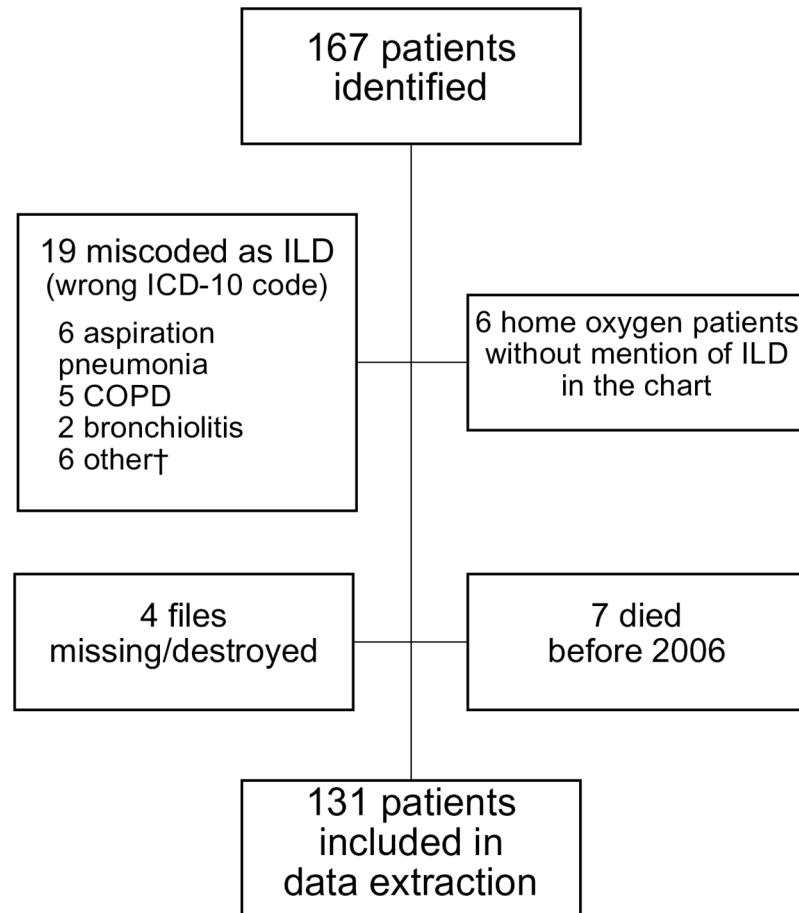 167 patients
identified
19 miscoded as ILD
(wrong ICD-10 code)
6 aspiration
pneumonia
5 COPD
2 bronchiolitis
6 other†
6 home oxygen patients
without mention of ILD
in the chart
4 files
missing/destroyed
7 died
before 2006
131 patients
included in
data extraction